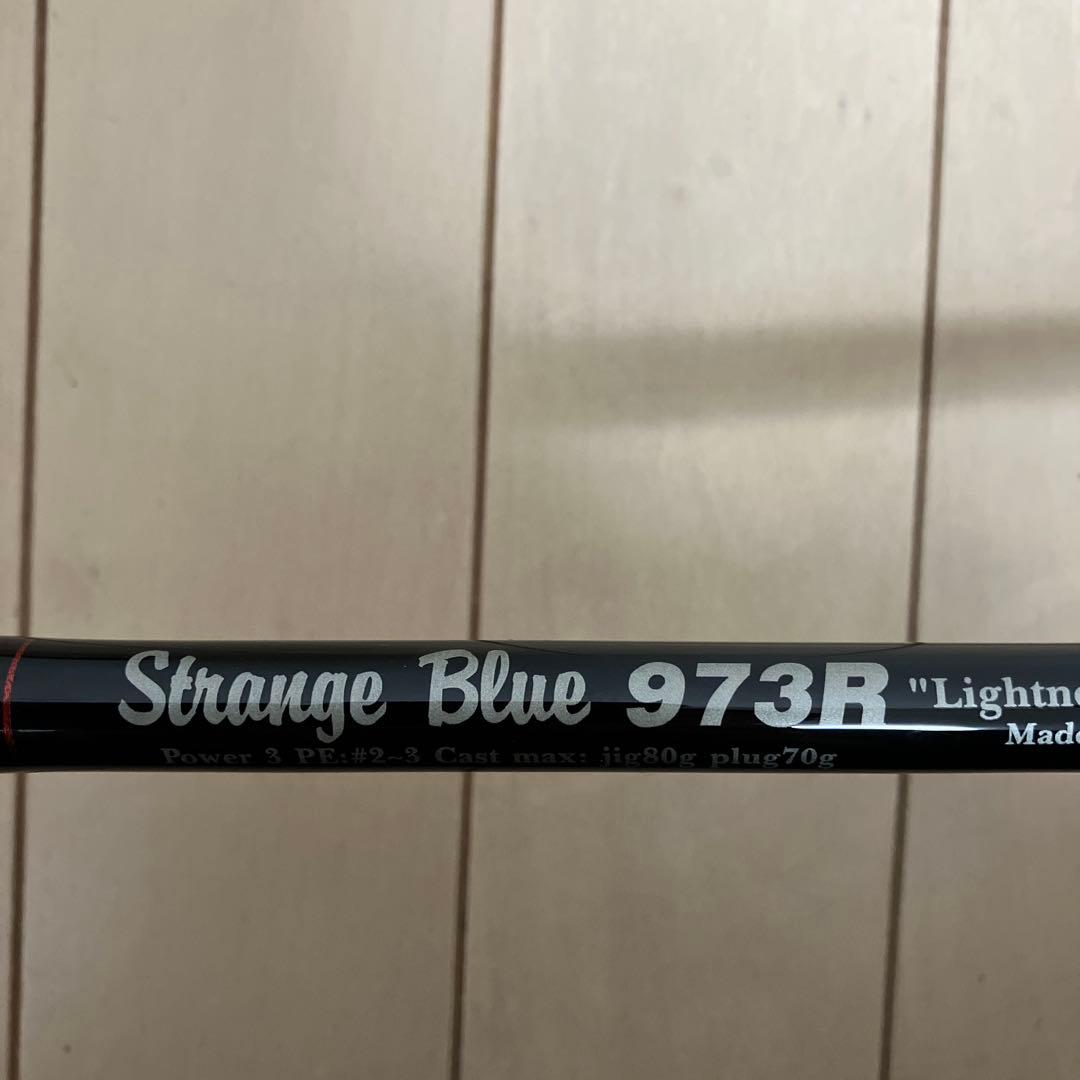 Strange Blue 973R "Lightne
Made
Power 3 PE:#2~3 Cast max: jig80g plug70g